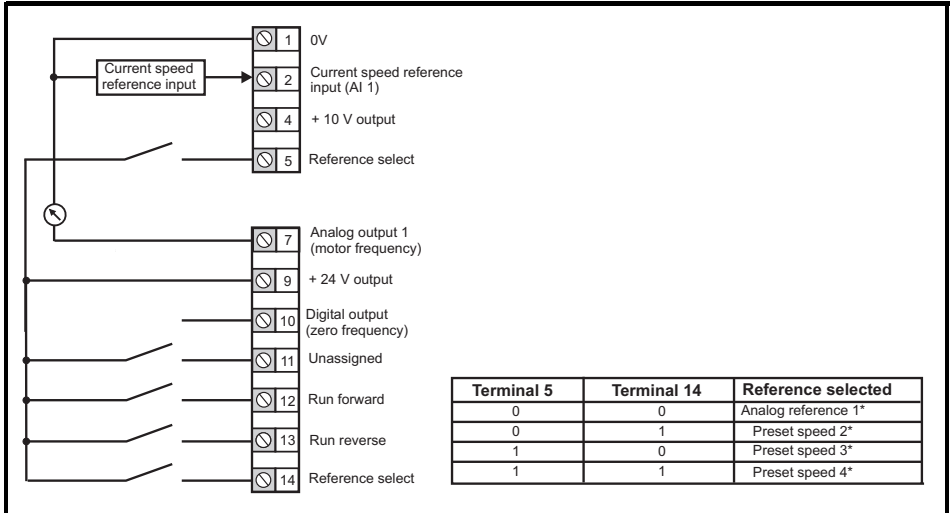 1 0V
Current speed
reference input
2 Current speed reference
input (AI 1)
4 + 10 V output
5 Reference select
7 Analog output 1
(motor frequency)
9 + 24 V output
10 Digital output
(zero frequency)
11 Unassigned
12 Run forward
13 Run reverse
14 Reference select
Terminal 5 Terminal 14 Reference selected
0 0 Analog reference 1*
0 1 Preset speed 2*
1 0 Preset speed 3*
1 1 Preset speed 4*